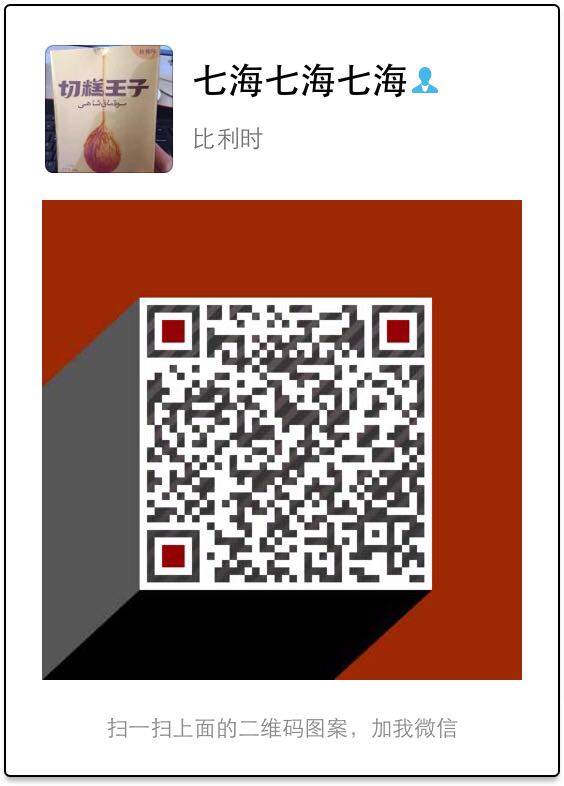 七海七海七海
比利时
切糕王子
扫一扫上面的二维码图案，加我微信